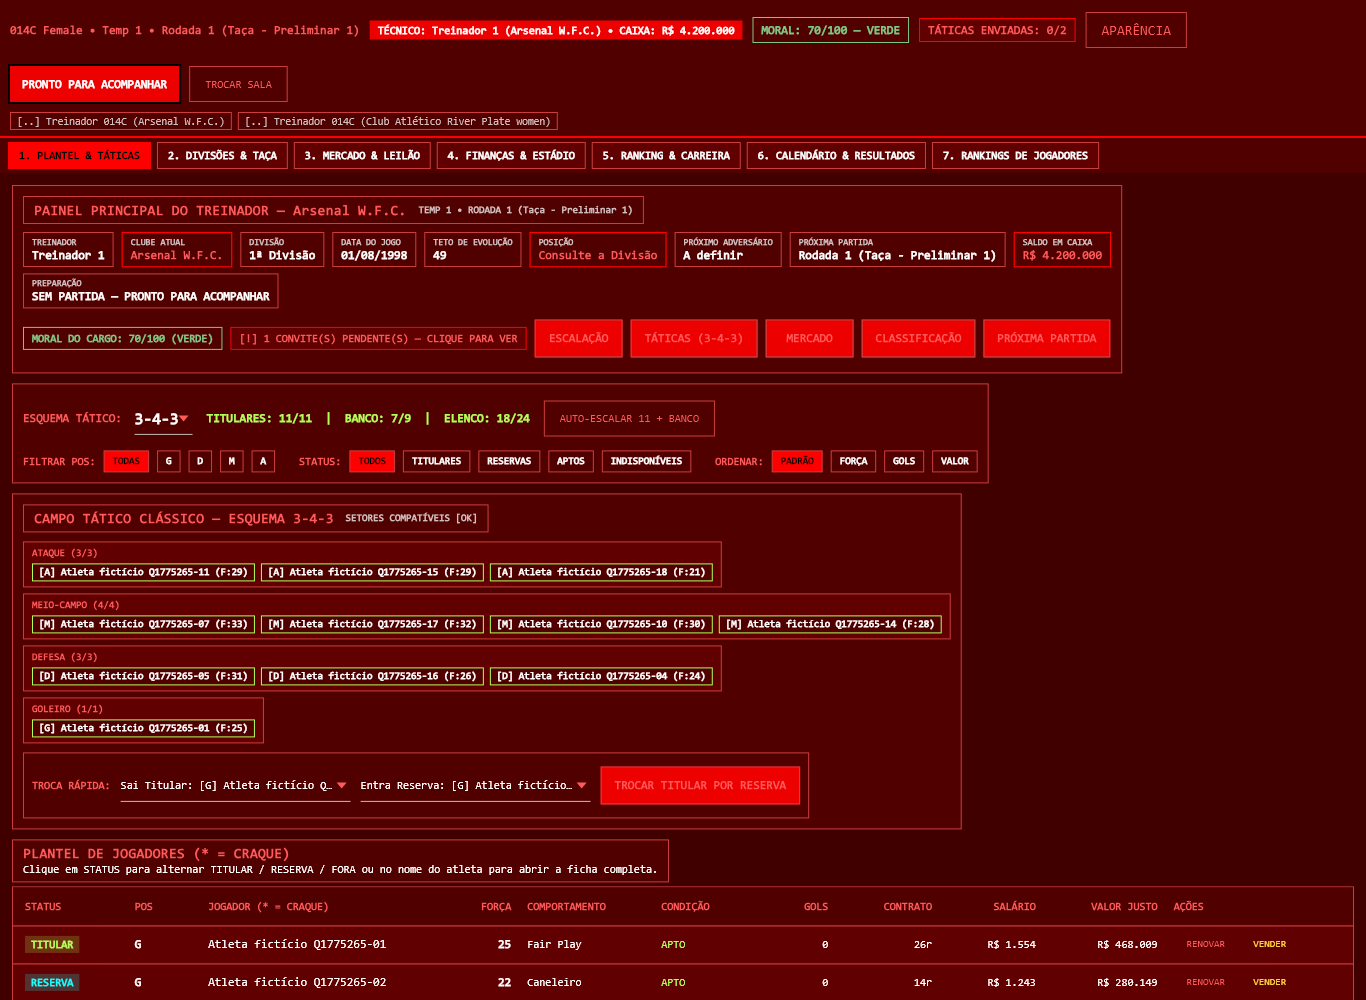 014C Female • Temp 1 • Rodada 1 (Taça - Preliminar 1) TÉCNICO: Treinador 1 (Arsenal W.F.C.) • CAIXA: R$ 4.200.000 MORAL: 70/100 — VERDE TÁTICAS ENVIADAS: 0/2 APARÊNCIA
PRONTO PARA ACOMPANHAR TROCAR SALA
[..] Treinador 014C (Arsenal W.F.C.) [..] Treinador 014C (Club Atlético River Plate women)
1. PLANTEL & TÁTICAS 2. DIVISÕES & TAÇA 3. MERCADO & LEILÃO 4. FINANÇAS & ESTÁDIO 5. RANKING & CARREIRA 6. CALENDÁRIO & RESULTADOS 7. RANKINGS DE JOGADORES
PAINEL PRINCIPAL DO TREINADOR — Arsenal W.F.C. TEMP 1 • RODADA 1 (Taça - Preliminar 1)
TREINADOR CLUBE ATUAL DIVISÃO DATA DO JOGO TETO DE EVOLUÇÃO POSIÇÃO PRÓXIMO ADVERSÁRIO PRÓXIMA PARTIDA SALDO EM CAIXA
Treinador 1 Arsenal W.F.C. 1ª Divisão 01/08/1998 49 Consulte a Divisão A definir Rodada 1 (Taça - Preliminar 1) R$ 4.200.000
PREPARAÇÃO
SEM PARTIDA — PRONTO PARA ACOMPANHAR
MORAL DO CARGO: 70/100 (VERDE) [!] 1 CONVITE(S) PENDENTE(S) — CLIQUE PARA VER ESCALAÇÃO TÁTICAS (3-4-3) MERCADO CLASSIFICAÇÃO PRÓXIMA PARTIDA
ESQUEMA TÁTICO: 3-4-3 TITULARES: 11/11 | BANCO: 7/9 | ELENCO: 18/24 AUTO-ESCALAR 11 + BANCO
FILTRAR POS: TODAS G D M A STATUS: TODOS TITULARES RESERVAS APTOS INDISPONÍVEIS ORDENAR: PADRÃO FORÇA GOLS VALOR
CAMPO TÁTICO CLÁSSICO — ESQUEMA 3-4-3 SETORES COMPATÍVEIS [OK]
ATAQUE (3/3)
[A] Atleta fictício Q1775265-11 (F:29) [A] Atleta fictício Q1775265-15 (F:29) [A] Atleta fictício Q1775265-18 (F:21)
MEIO-CAMPO (4/4)
[M] Atleta fictício Q1775265-07 (F:33) [M] Atleta fictício Q1775265-17 (F:32) [M] Atleta fictício Q1775265-10 (F:30) [M] Atleta fictício Q1775265-14 (F:28)
DEFESA (3/3)
[D] Atleta fictício Q1775265-05 (F:31) [D] Atleta fictício Q1775265-16 (F:26) [D] Atleta fictício Q1775265-04 (F:24)
GOLEIRO (1/1)
[G] Atleta fictício Q1775265-01 (F:25)
TROCA RÁPIDA: Sai Titular: [G] Atleta fictício Q… Entra Reserva: [G] Atleta fictício… TROCAR TITULAR POR RESERVA
PLANTEL DE JOGADORES (* = CRAQUE)
Clique em STATUS para alternar TITULAR / RESERVA / FORA ou no nome do atleta para abrir a ficha completa.
STATUS POS JOGADOR (* = CRAQUE) FORÇA COMPORTAMENTO CONDIÇÃO GOLS CONTRATO SALÁRIO VALOR JUSTO AÇÕES
TITULAR G Atleta fictício Q1775265-01 25 Fair Play APTO 0 26r R$ 1.554 R$ 468.009 RENOVAR VENDER
RESERVA G Atleta fictício Q1775265-02 22 Caneleiro APTO 0 14r R$ 1.243 R$ 280.149 RENOVAR VENDER